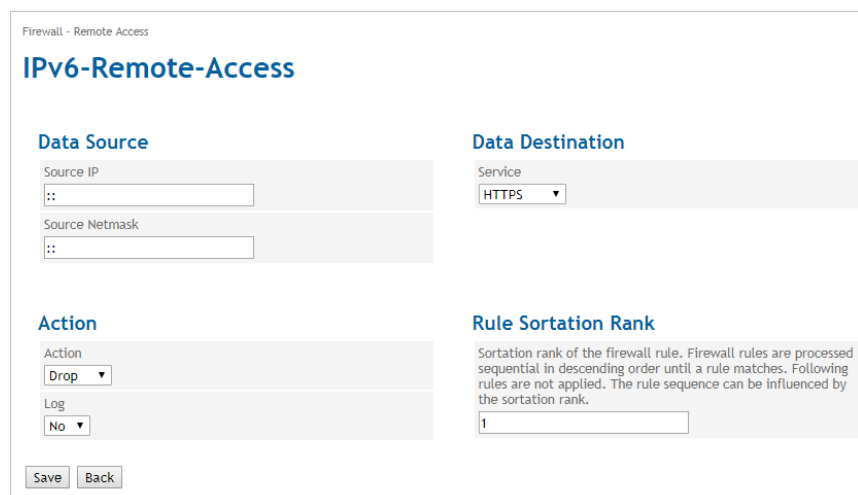 Firewall - Remote Access
IPv6-Remote-Access
Data Source
Source IP
::
Source Netmask
::
Data Destination
Service
HTTPS
Action
Action
Drop
Log
No
Rule Sortation Rank
Sortation rank of the firewall rule. Firewall rules are processed
sequential in descending order until a rule matches. Following
rules are not applied. The rule sequence can be influenced by
the sortation rank.
1
Save
Back